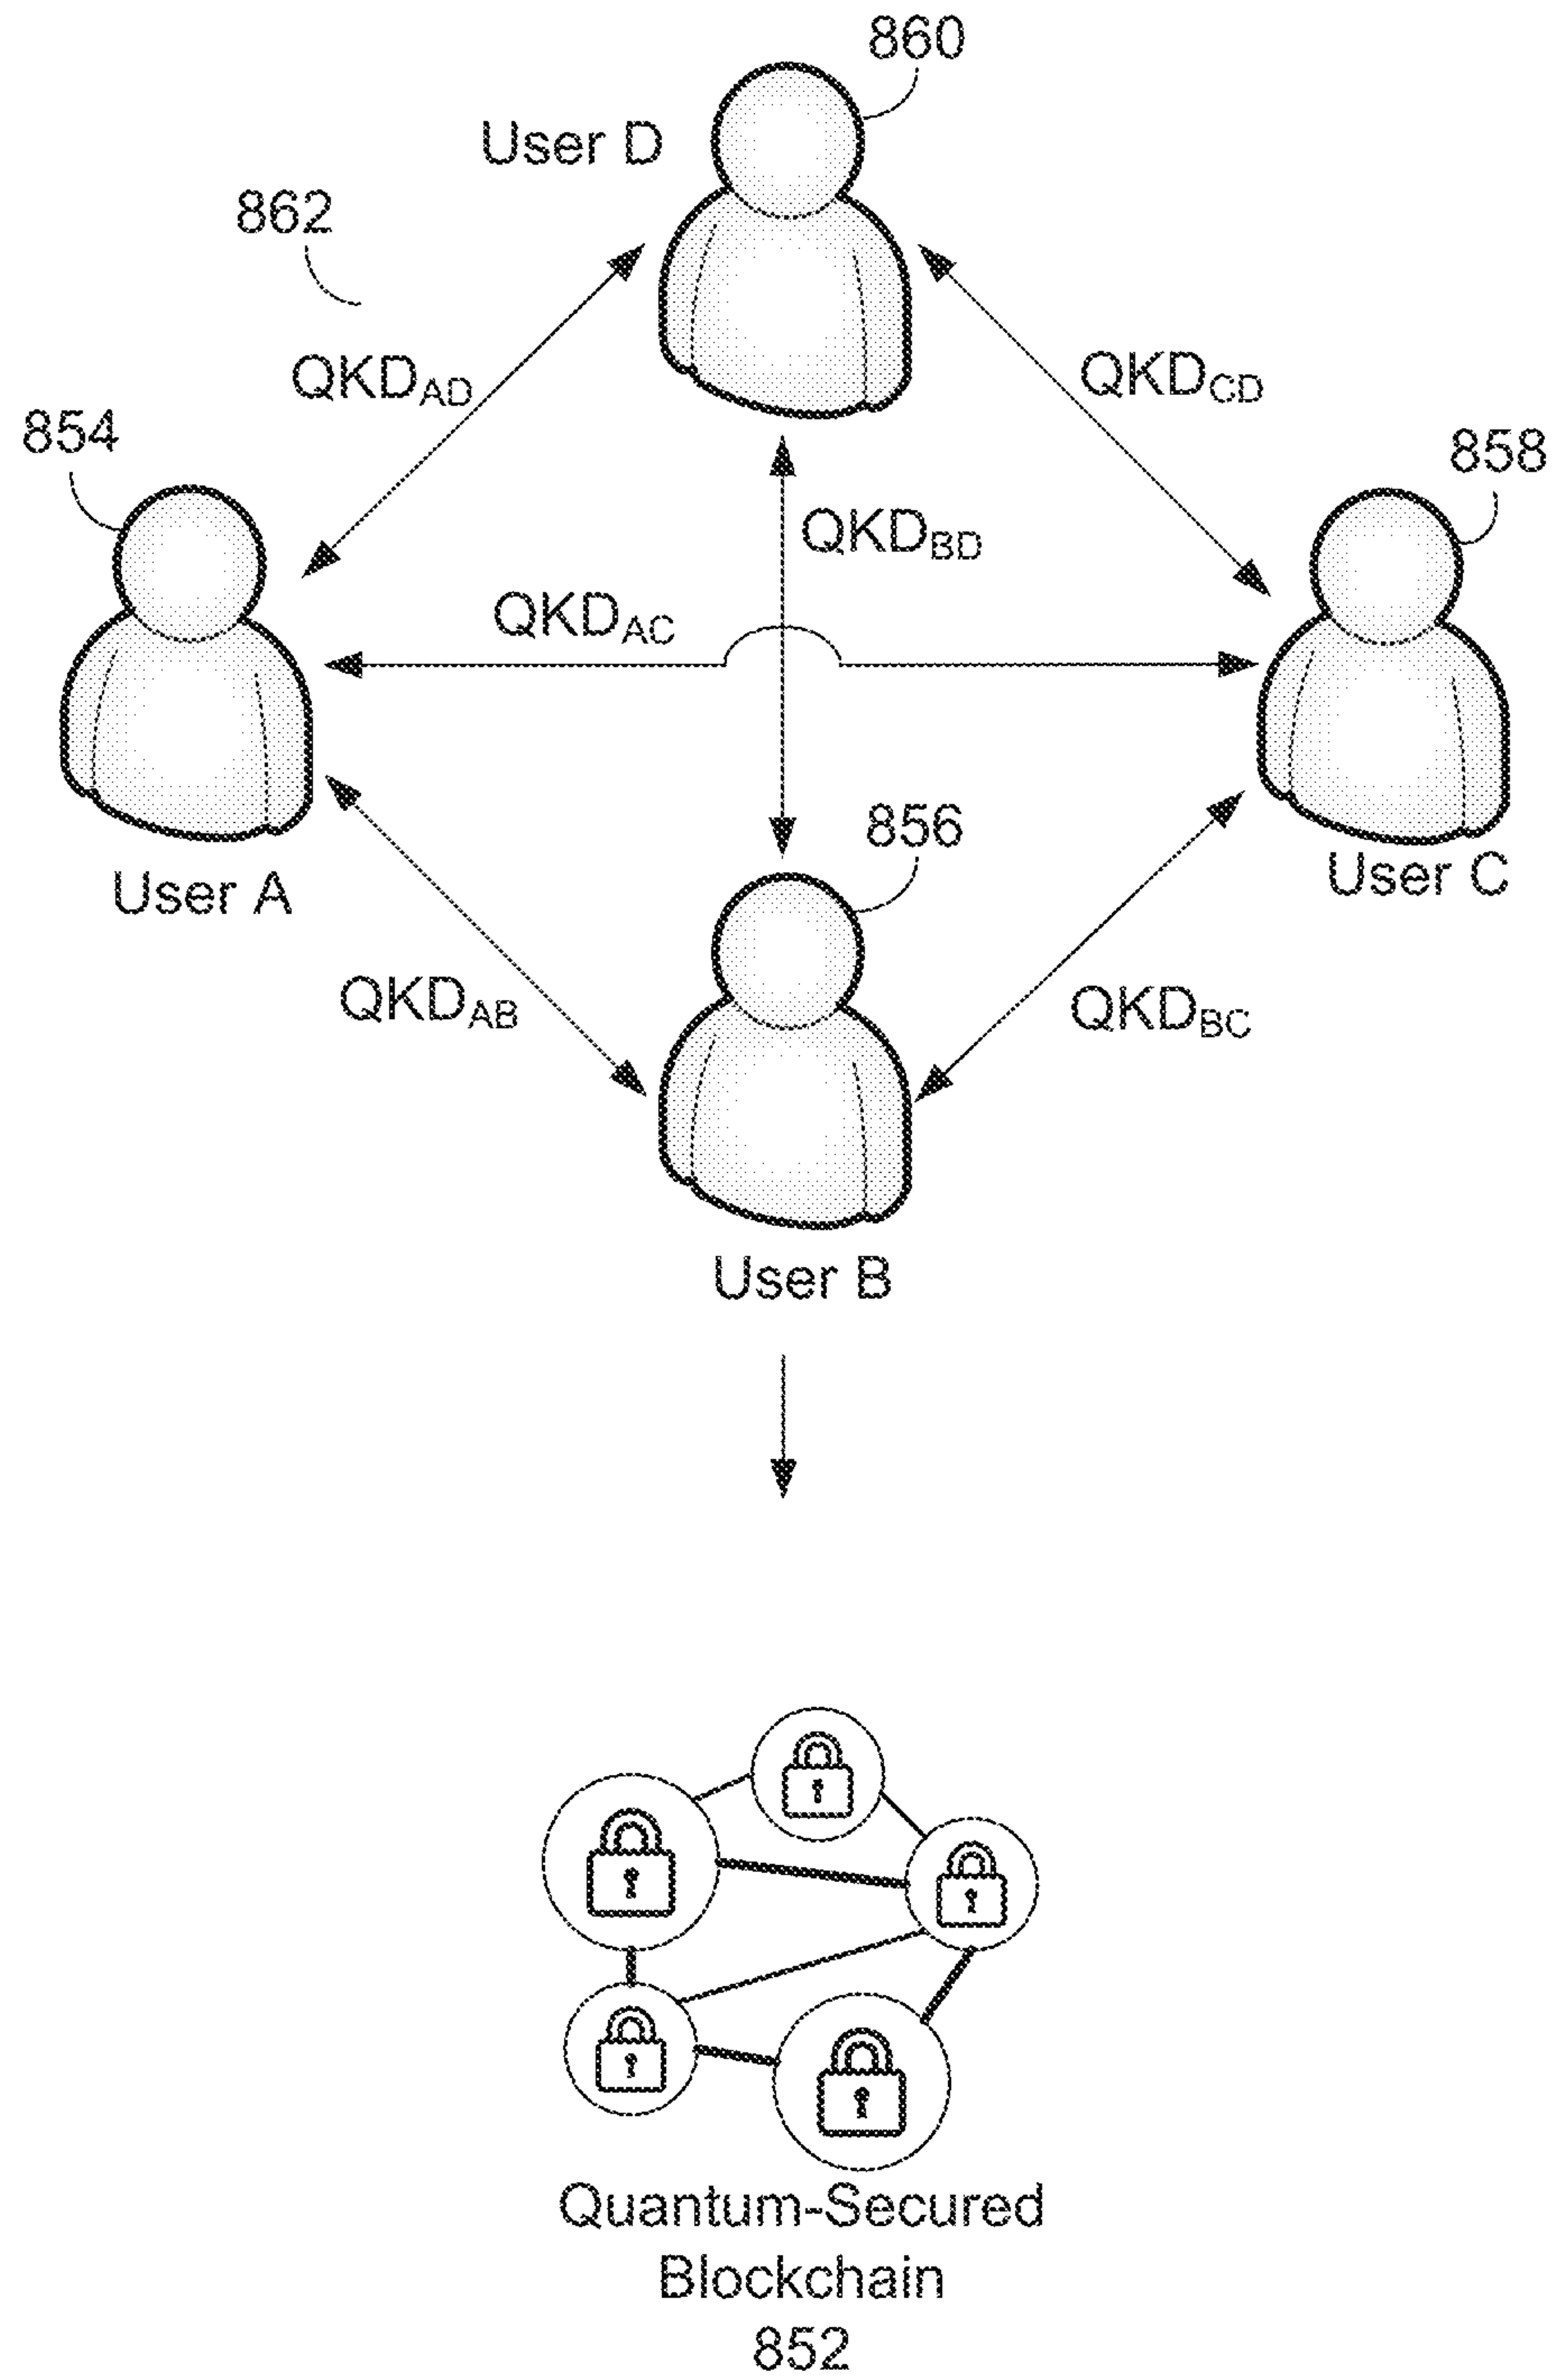 860
User D
862
QKDAD
QKDCD
854
858
QKDBD
QKDAC
856
User A
User C
QKDAB
QKDBC
User B
Quantum-Secured
Blockchain
852